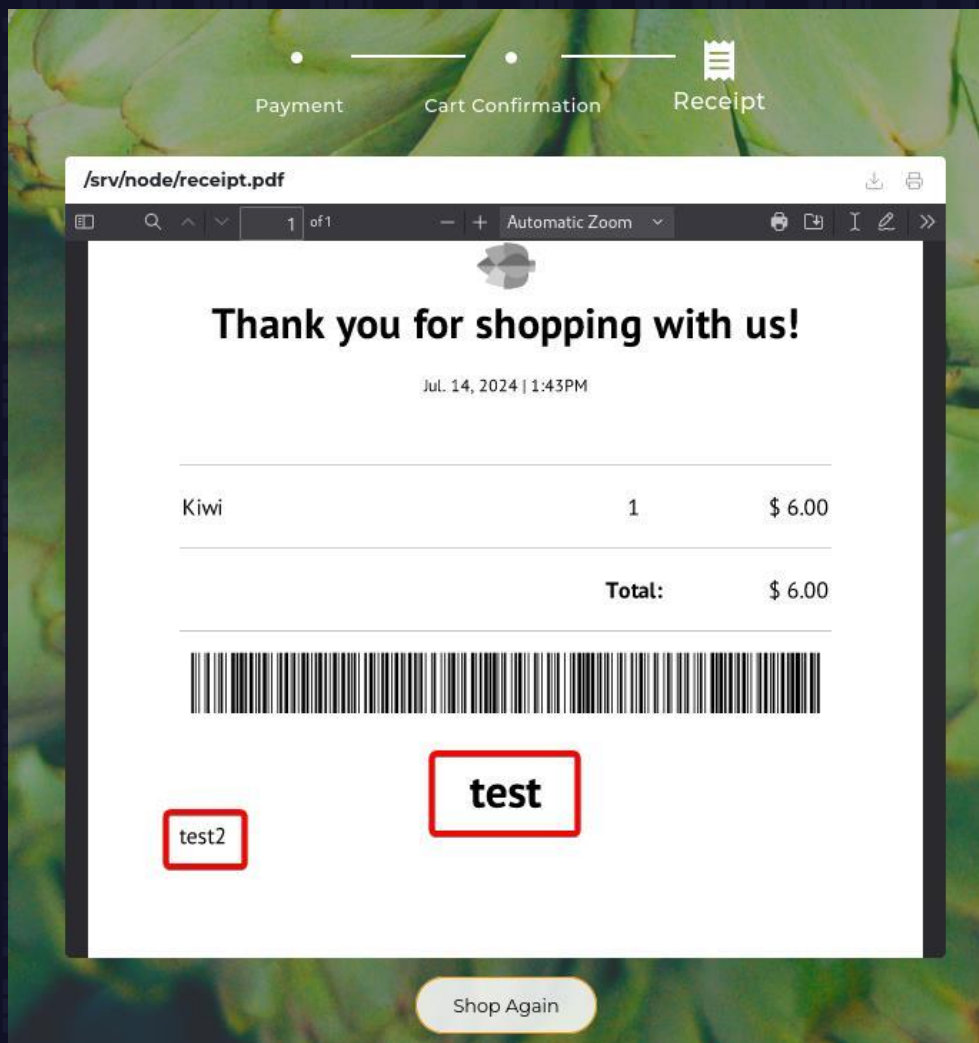 Payment
Cart Confirmation
Receipt
/srv/node/receipt.pdf
1 of 1
Automatic Zoom
Thank you for shopping with us!
Jul. 14, 2024 | 1:43PM
Kiwi 1 $ 6.00
Total: $ 6.00
test
test2
Shop Again